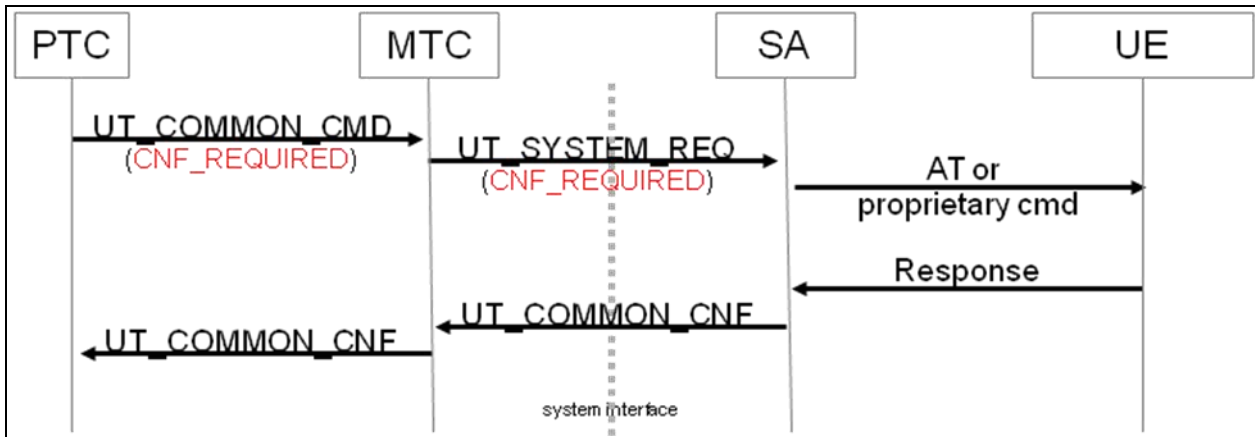 PTC
MTC
SA
UE
UT_COMMON_CMD
(CNF_REQUIRED)
UT_SYSTEM_REQ
(CNF_REQUIRED)
AT or
proprietary cmd
Response
UT_COMMON_CNF
UT_COMMON_CNF
system interface